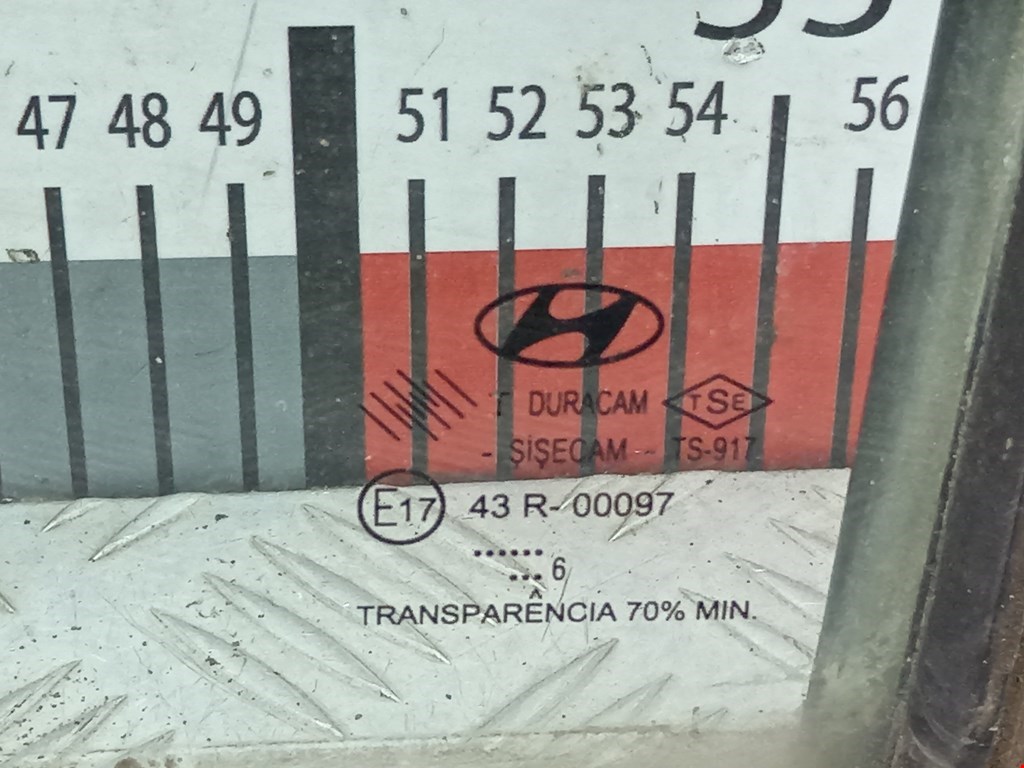 47 48 49 51 52 53 54 56
T DURACAM TSE
- ŞİŞECAM - TS-917
E17 43 R- 00097
...... 
... 6
TRANSPARÊNCIA 70% MIN.